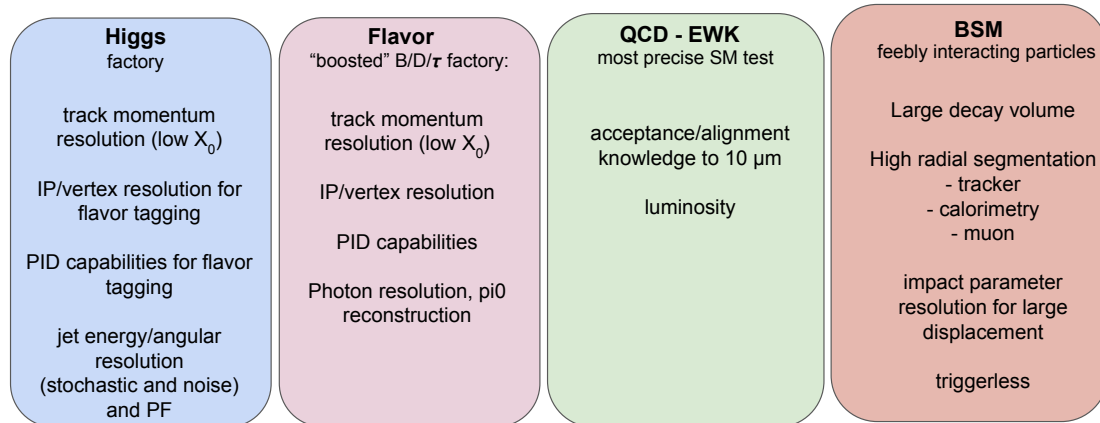 Higgs
factory
track momentum
resolution (low X₀)
IP/vertex resolution for
flavor tagging
PID capabilities for flavor
tagging
jet energy/angular
resolution
(stochastic and noise)
and PF
Flavor
“boosted” B/D/𝝉 factory:
track momentum
resolution (low X₀)
IP/vertex resolution
PID capabilities
Photon resolution, pi0
reconstruction
QCD - EWK
most precise SM test
acceptance/alignment
knowledge to 10 μm
luminosity
BSM
feebly interacting particles
Large decay volume
High radial segmentation
- tracker
- calorimetry
- muon
impact parameter
resolution for large
displacement
triggerless